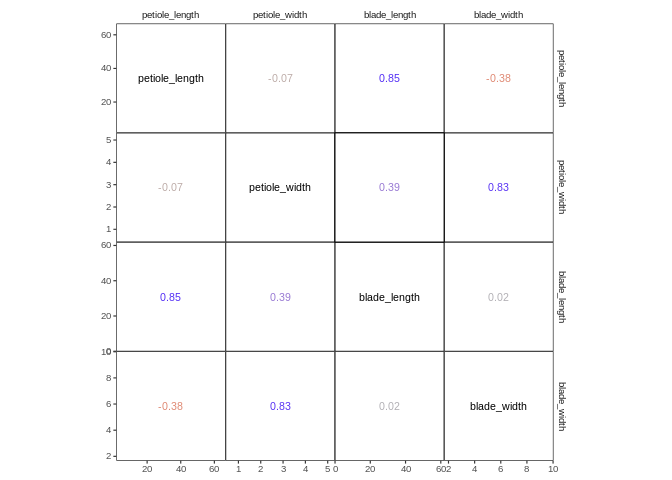 petiole_length petiole_width blade_length blade_width
60
40 petiole_length -0.07 0.85 -0.38 petiole_length
20
5
4
3 -0.07 petiole_width 0.39 0.83 petiole_width
2
1
60
40
0.85 0.39 blade_length 0.02 blade_length
20
0
10
8
6 -0.38 0.83 0.02 blade_width blade_width
4
2
20 40 60 1 2 3 4 5 0 20 40 60 2 4 6 8 10